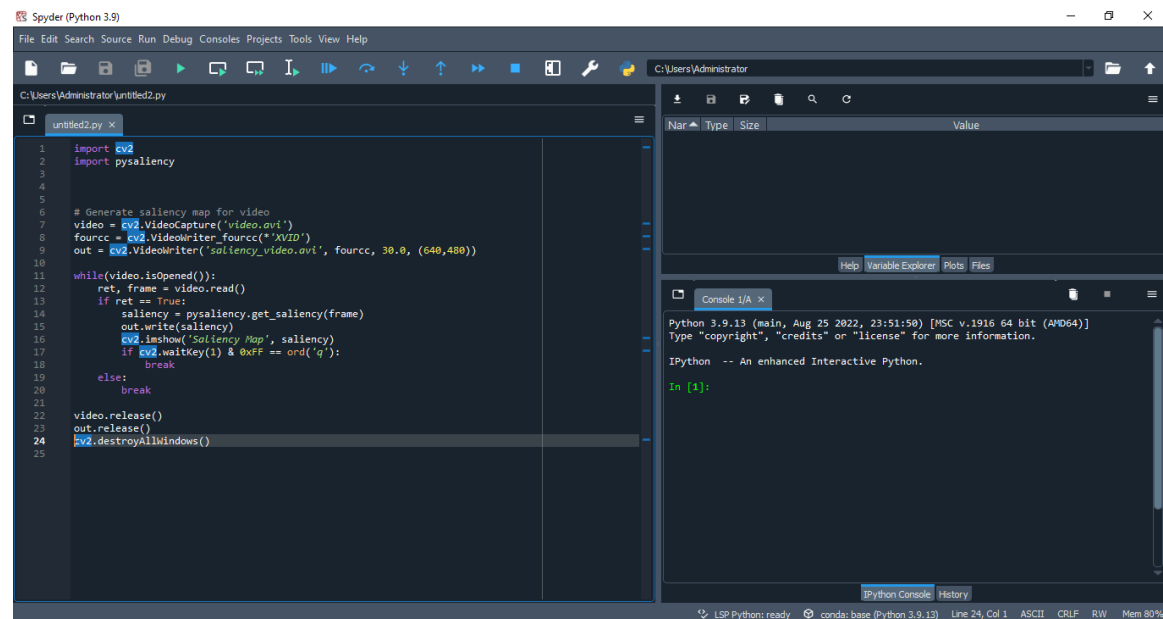 Spyder (Python 3.9)
File Edit Search Source Run Debug Consoles Projects Tools View Help
C:\Users\Administrator
C:\Users\Administrator\untitled2.py
untitled2.py
1 import cv2
2 import pysaliency
3
4
5
6 # Generate saliency map for video
7 video = cv2.VideoCapture('video.avi')
8 fourcc = cv2.VideoWriter_fourcc(*'XVID')
9 out = cv2.VideoWriter('saliency_video.avi', fourcc, 30.0, (640,480))
10
11 while(video.isOpened()):
12     ret, frame = video.read()
13     if ret == True:
14         saliency = pysaliency.get_saliency(frame)
15         out.write(saliency)
16         cv2.imshow('Saliency Map', saliency)
17         if cv2.waitKey(1) & 0xFF == ord('q'):
18             break
19     else:
20         break
21
22 video.release()
23 out.release()
24 cv2.destroyAllWindows()
25
Nar Type Size Value
Help Variable Explorer Plots Files
Console 1/A
Python 3.9.13 (main, Aug 25 2022, 23:51:50) [MSC v.1916 64 bit (AMD64)]
Type "copyright", "credits" or "license" for more information.
IPython -- An enhanced Interactive Python.
In [1]:
IPython Console History
LSP Python: ready conda: base (Python 3.9.13) Line 24, Col 1 ASCII CRLF RW Mem 80%